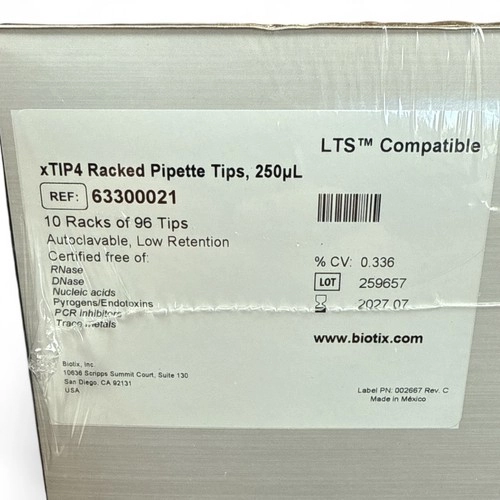 LTS™ Compatible
xTIP4 Racked Pipette Tips, 250µL
REF: 63300021
10 Racks of 96 Tips
Autoclavable, Low Retention
Certified free of:
RNase
DNase
Nucleic acids
Pyrogens/Endotoxins
PCR inhibitors
Trace metals
% CV: 0.336
LOT 259657
2027.07
www.biotix.com
Biotix, Inc.
10636 Scripps Summit Court, Suite 130
San Diego, CA 92131
USA
Label PN: 002667 Rev. C
Made in México